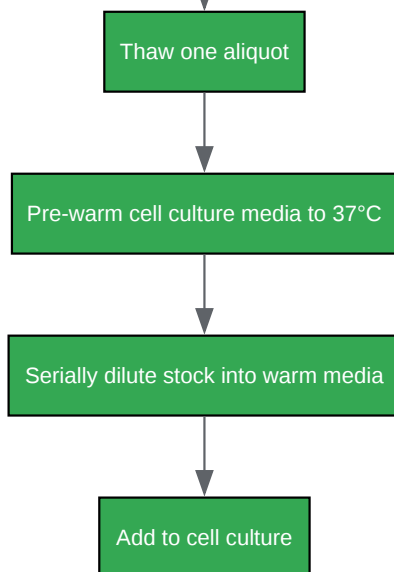 Thaw one aliquot
Pre-warm cell culture media to 37°C
Serially dilute stock into warm media
Add to cell culture